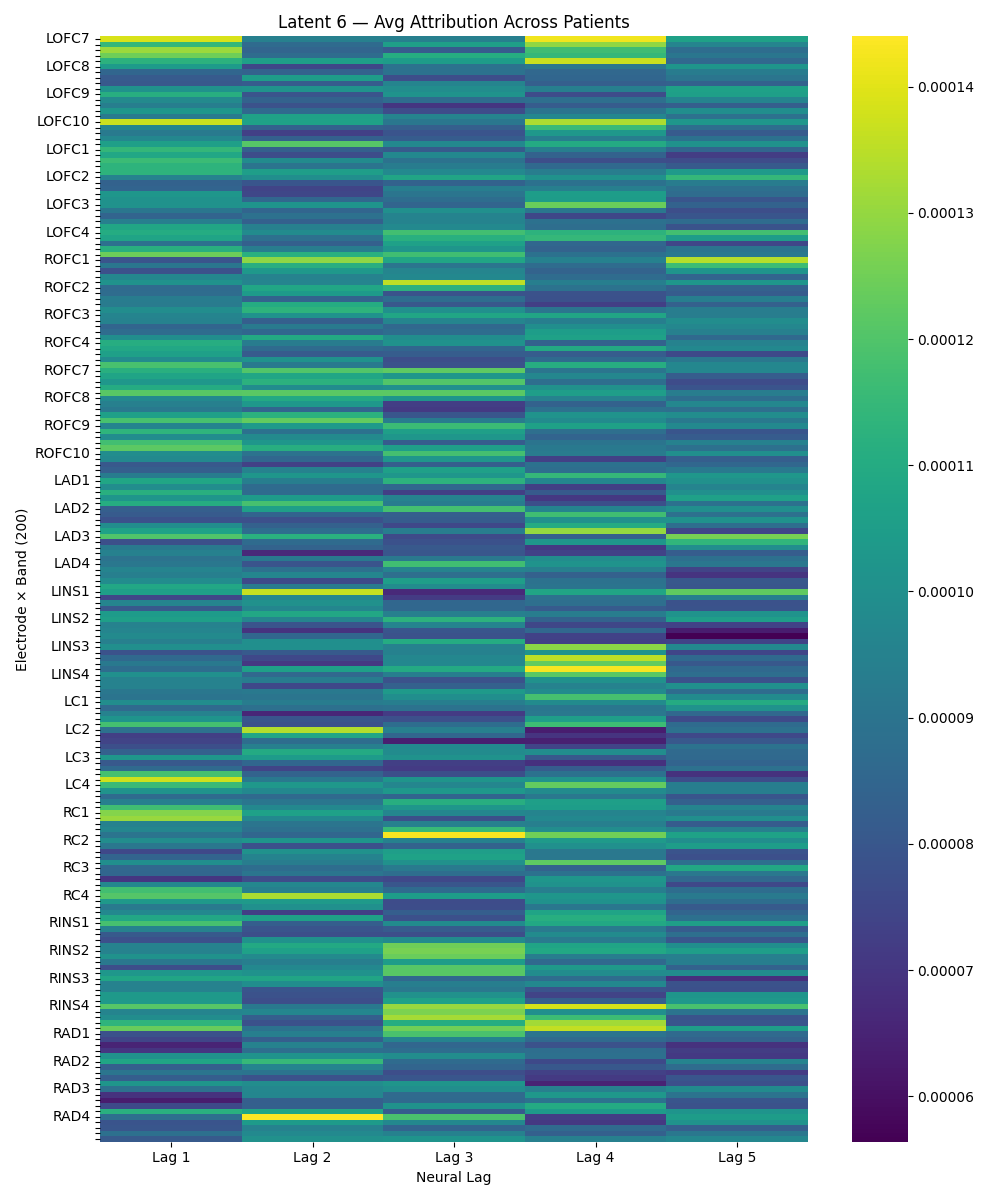 Latent 6 — Avg Attribution Across Patients
LOFC7
LOFC8
LOFC9
LOFC10
LOFC1
LOFC2
LOFC3
LOFC4
ROFC1
ROFC2
ROFC3
ROFC4
ROFC7
ROFC8
ROFC9
ROFC10
LAD1
LAD2
LAD3
LAD4
LINS1
LINS2
LINS3
LINS4
LC1
LC2
LC3
LC4
RC1
RC2
RC3
RC4
RINS1
RINS2
RINS3
RINS4
RAD1
RAD2
RAD3
RAD4
Electrode × Band (200)
Lag 1
Lag 2
Lag 3
Lag 4
Lag 5
Neural Lag
0.00014
0.00013
0.00012
0.00011
0.00010
0.00009
0.00008
0.00007
0.00006